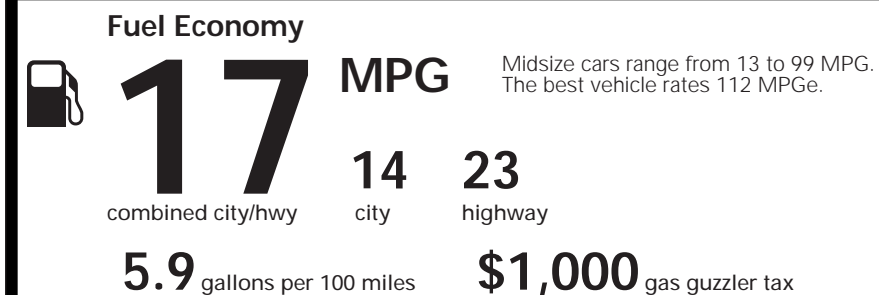 Fuel Economy
17 MPG
Midsize cars range from 13 to 99 MPG.
The best vehicle rates 112 MPGe.
14 23
combined city/hwy city highway
5.9 gallons per 100 miles $1,000 gas guzzler tax